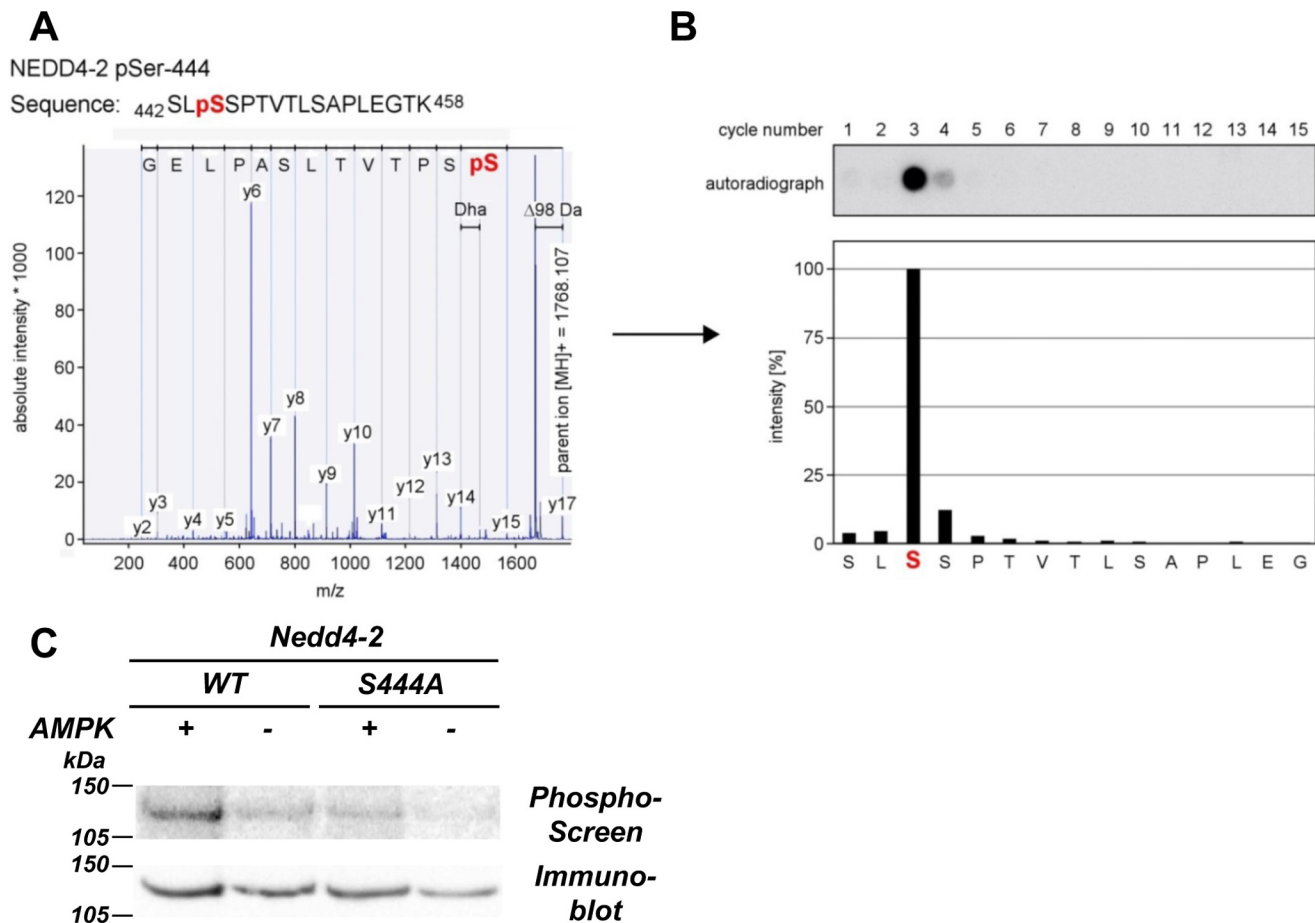 A
NEDD4-2 pSer-444
Sequence: 442SLpSSPTVTLSAPLEGTK458
G E L P A S L T V T P S pS
Dha
Δ98 Da
parent ion [MH]+ = 1768.107
absolute intensity * 1000
120
100
80
60
40
20
0
y2
y3
y4
y5
y6
y7
y8
y9
y10
y11
y12
y13
y14
y15
y17
200 400 600 800 1000 1200 1400 1600
m/z
B
cycle number 1 2 3 4 5 6 7 8 9 10 11 12 13 14 15
autoradiograph
intensity [%]
100
75
50
25
0
S L S S P T V T L S A P L E G
C
Nedd4-2
WT S444A
AMPK + - + -
kDa
150
105
Phospho-
Screen
150
105
Immuno-
blot